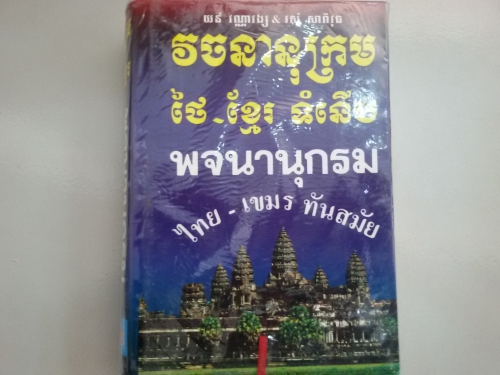 វចនានុក្រម
ថៃ-ខ្មែរ ទំនើប
พจนานุกรม
ไทย - เขมร ทันสมัย